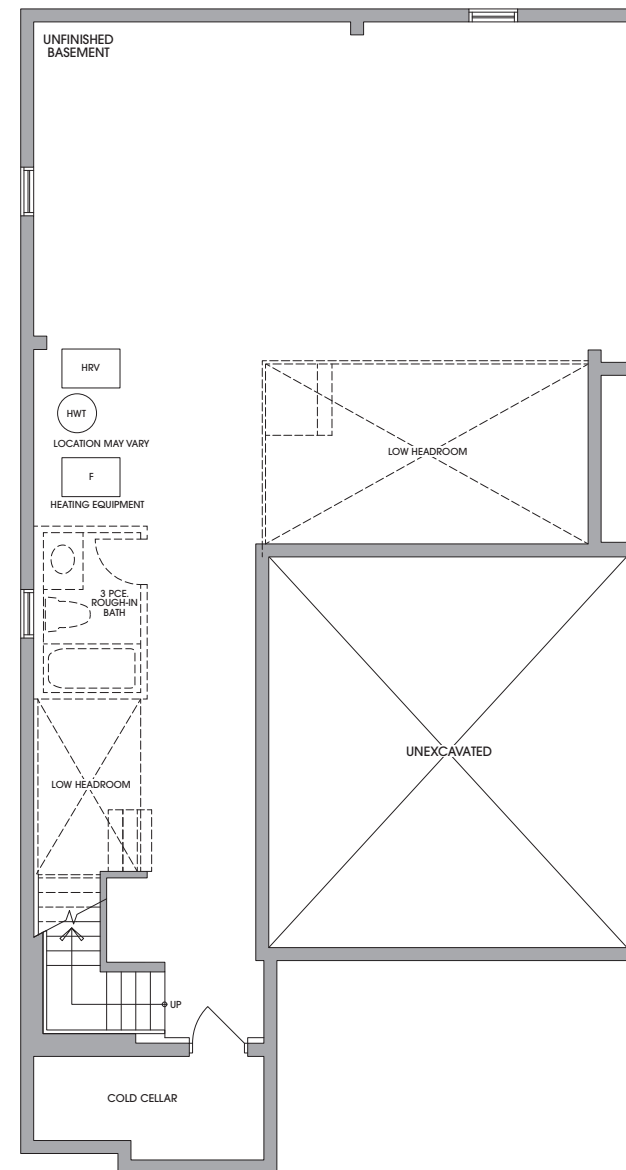 UNFINISHED
BASEMENT
HRV
HWT
LOCATION MAY VARY
F
HEATING EQUIPMENT
LOW HEADROOM
3 PCE.
ROUGH-IN
BATH
UNEXCAVATED
LOW HEADROOM
UP
COLD CELLAR